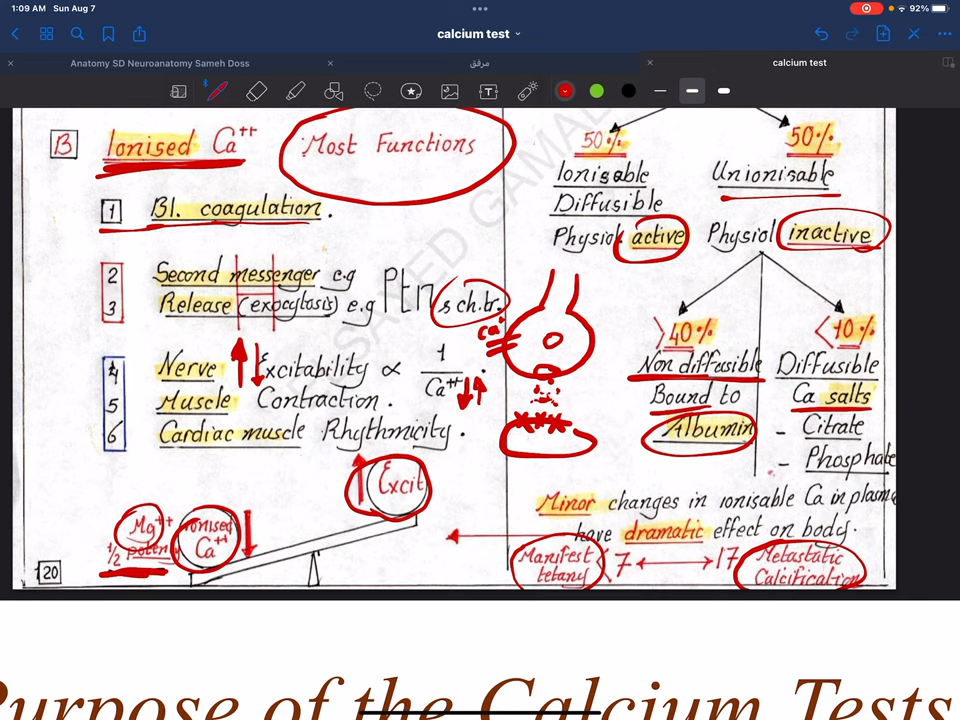 1:09 AM Sun Aug 7
92%
calcium test
Anatomy SD Neuroanatomy Sameh Doss
مرفق
calcium test
B Ionised Ca++
Most Functions
1 Bl. coagulation.
2 Second messenger e.g
3 Release (exocytosis) e.g Ptn s ch.tr.
4 Nerve Excitability ∝ 1/Ca++.
5 Muscle Contraction.
6 Cardiac muscle Rhythmicity.
Mg++
1/2 potency
ionised
Ca++
Excit
20
Ca
50%
Ionisable
Diffusible
Physiol. active
50%
Unionisable
Physiol inactive
>40%
Non diffusible
Bound to
Albumin
<10%
Diffusible
Ca salts
- Citrate
- Phosphate
Minor changes in ionisable Ca in plasma
have dramatic effect on body.
Manifest
tetany < 7 ↔ 17 Metastatic
Calcification
SAEED GAMAL
Purpose of the Calcium Tests